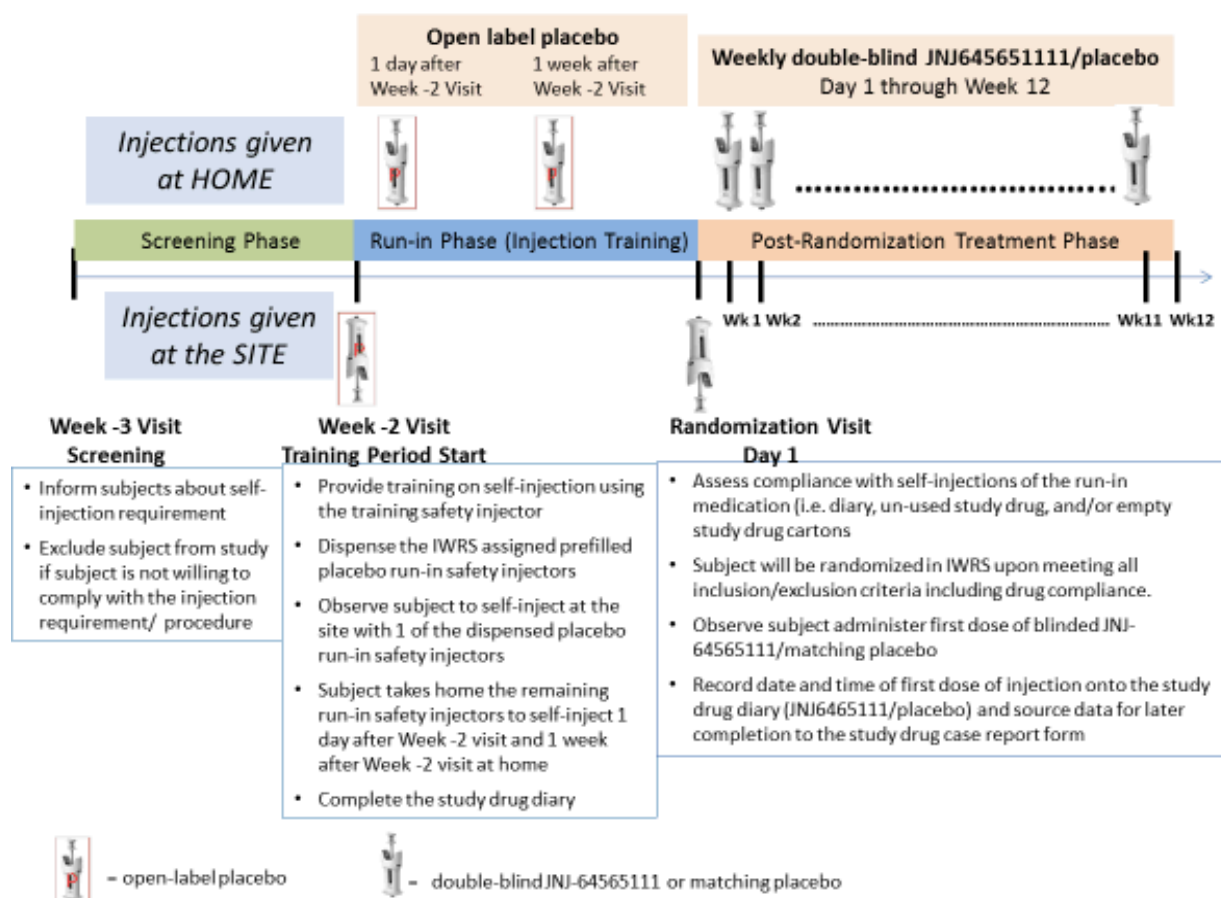 Open label placebo
1 day after
Week -2 Visit
1 week after
Week -2 Visit
Weekly double-blind JNJ645651111/placebo
Day 1 through Week 12
Injections given
at HOME
P
P
Screening Phase
Run-in Phase (Injection Training)
Post-Randomization Treatment Phase
Injections given
at the SITE
P
Wk 1 Wk2 ................................................ Wk11 Wk12
Week -3 Visit
Screening
• Inform subjects about self-
injection requirement
• Exclude subject from study
if subject is not willing to
comply with the injection
requirement/ procedure
Week -2 Visit
Training Period Start
• Provide training on self-injection using
the training safety injector
• Dispense the IWRS assigned prefilled
placebo run-in safety injectors
• Observe subject to self-inject at the
site with 1 of the dispensed placebo
run-in safety injectors
• Subject takes home the remaining
run-in safety injectors to self-inject 1
day after Week -2 visit and 1 week
after Week -2 visit at home
• Complete the study drug diary
Randomization Visit
Day 1
• Assess compliance with self-injections of the run-in
medication (i.e. diary, un-used study drug, and/or empty
study drug cartons
• Subject will be randomized in IWRS upon meeting all
inclusion/exclusion criteria including drug compliance.
• Observe subject administer first dose of blinded JNJ-
64565111/matching placebo
• Record date and time of first dose of injection onto the study
drug diary (JNJ6465111/placebo) and source data for later
completion to the study drug case report form
P = open-label placebo
= double-blind JNJ-64565111 or matching placebo